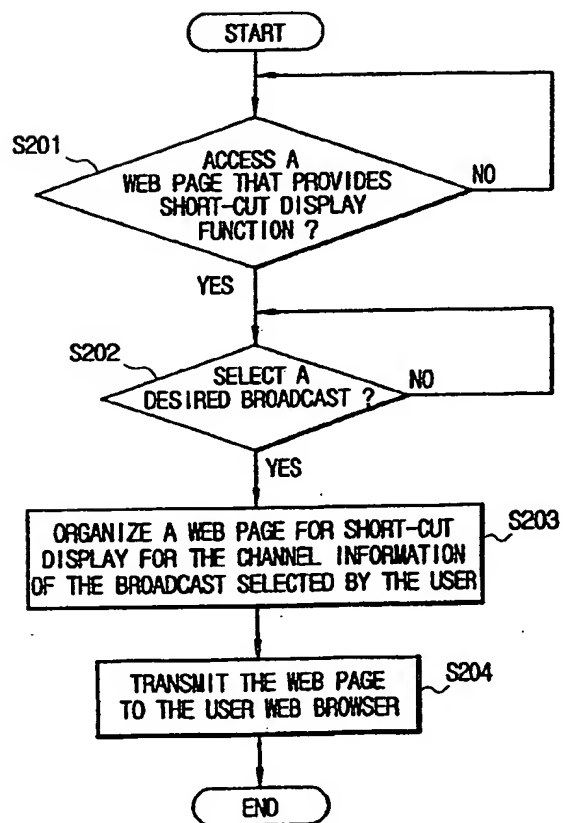 START
S201
ACCESS A
WEB PAGE THAT PROVIDES
SHORT-CUT DISPLAY
FUNCTION ?
NO
YES
S202
SELECT A
DESIRED BROADCAST ?
NO
YES
ORGANIZE A WEB PAGE FOR SHORT-CUT
DISPLAY FOR THE CHANNEL INFORMATION
OF THE BROADCAST SELECTED BY THE USER
S203
TRANSMIT THE WEB PAGE
TO THE USER WEB BROWSER
S204
END